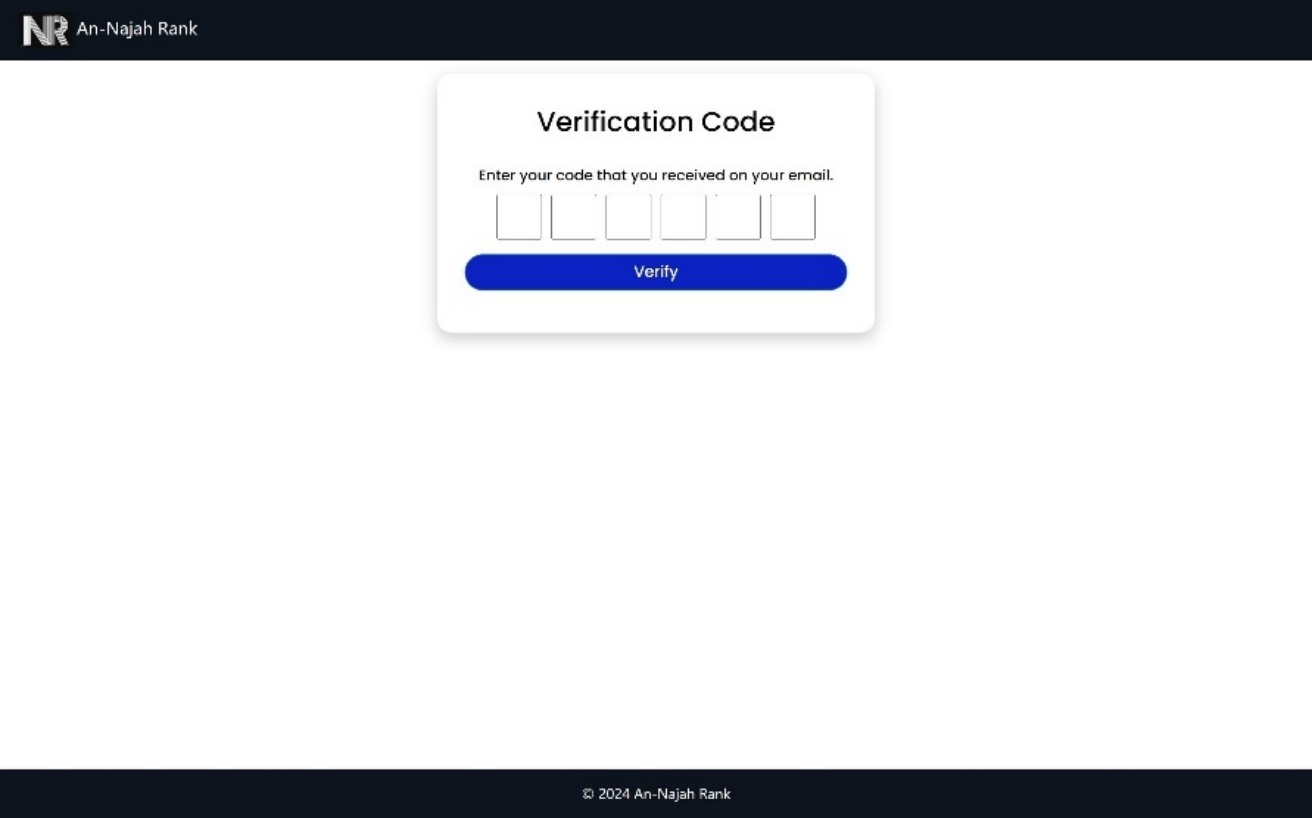 NR An-Najah Rank
Verification Code
Enter your code that you received on your email.
Verify
© 2024 An-Najah Rank